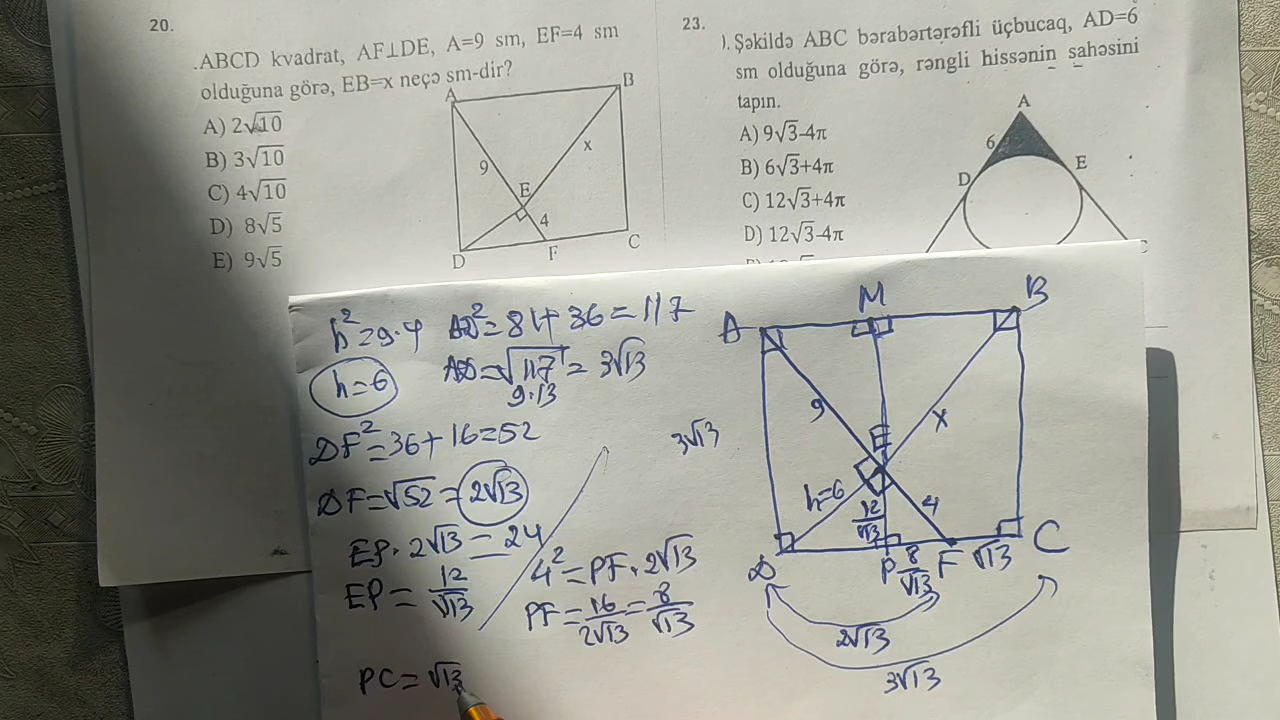 20.
.ABCD kvadrat, AF⊥DE, A=9 sm, EF=4 sm
olduğuna görə, EB=x neçə sm-dir?
A) 2√10
B) 3√10
C) 4√10
D) 8√5
E) 9√5
A
B
9
x
E
4
D
F
C
23.
). Şəkildə ABC bərabərtərəfli üçbucaq, AD=6
sm olduğuna görə, rəngli hissənin sahəsini
tapın.
A) 9√3-4π
B) 6√3+4π
C) 12√3+4π
D) 12√3-4π
A
6
D
E
h²=9·4
h=6
AD²=81+36=117
AD=√117=3√13
9·13
DF²=36+16=52
DF=√52=2√13
EP·2√13=24
EP=12/√13
4²=PF·2√13
PF=16/2√13=8/√13
PC=√13
A
M
B
9
x
3√13
h=6
4
12/√13
D
P
8/√13
F
√13
C
2√13
3√13